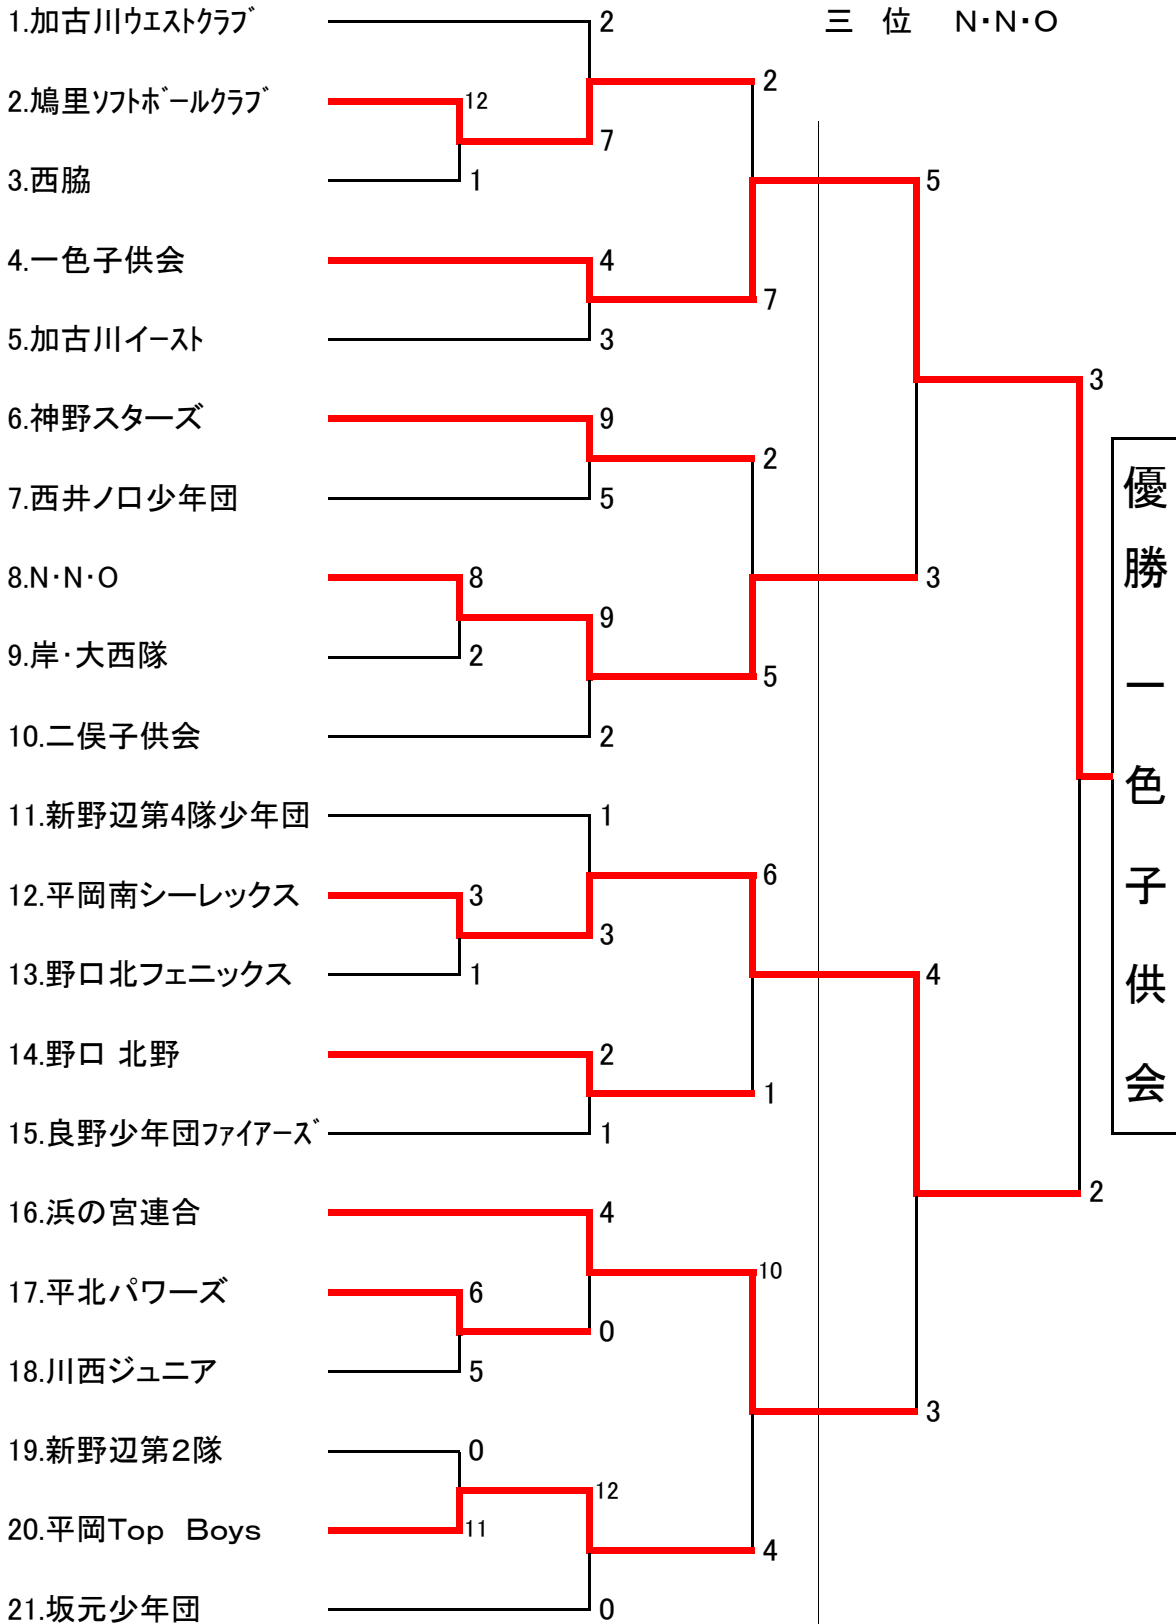 1.加古川ウエストクラブ 2
三 位 N・N・O
2
2.鳩里ソフトボールクラブ 12
7
3.西脇 1
5
4.一色子供会 4
7
5.加古川イースト 3
3
6.神野スターズ 9
2
7.西井ノ口少年団 5
8.N・N・O 8
3
9
9.岸・大西隊 2
5
10.二俣子供会 2
優勝 一色子供会
11.新野辺第4隊少年団 1
6
12.平岡南シーレックス 3
3
13.野口北フェニックス 1
4
14.野口 北野 2
1
15.良野少年団ファイアーズ 1
2
16.浜の宮連合 4
10
17.平北パワーズ 6
0
18.川西ジュニア 5
3
19.新野辺第2隊 0
12
20.平岡Top Boys 11
4
21.坂元少年団 0